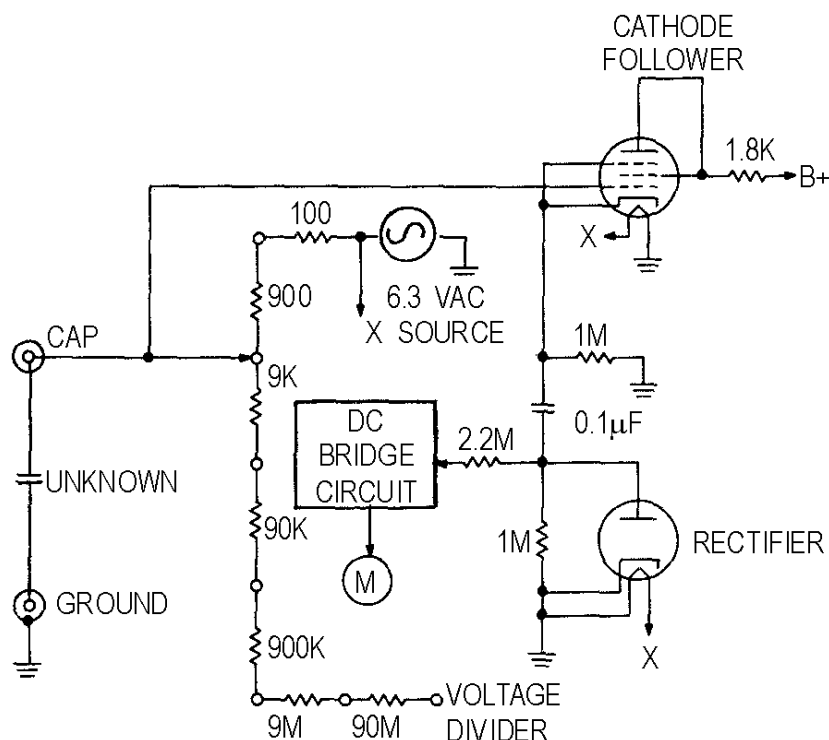 CATHODE
FOLLOWER
1.8K
B+
X
100
6.3 VAC
X SOURCE
900
CAP
9K
1M
0.1µF
DC
BRIDGE
CIRCUIT
2.2M
UNKNOWN
90K
1M
RECTIFIER
M
GROUND
900K
X
9M
90M
VOLTAGE
DIVIDER